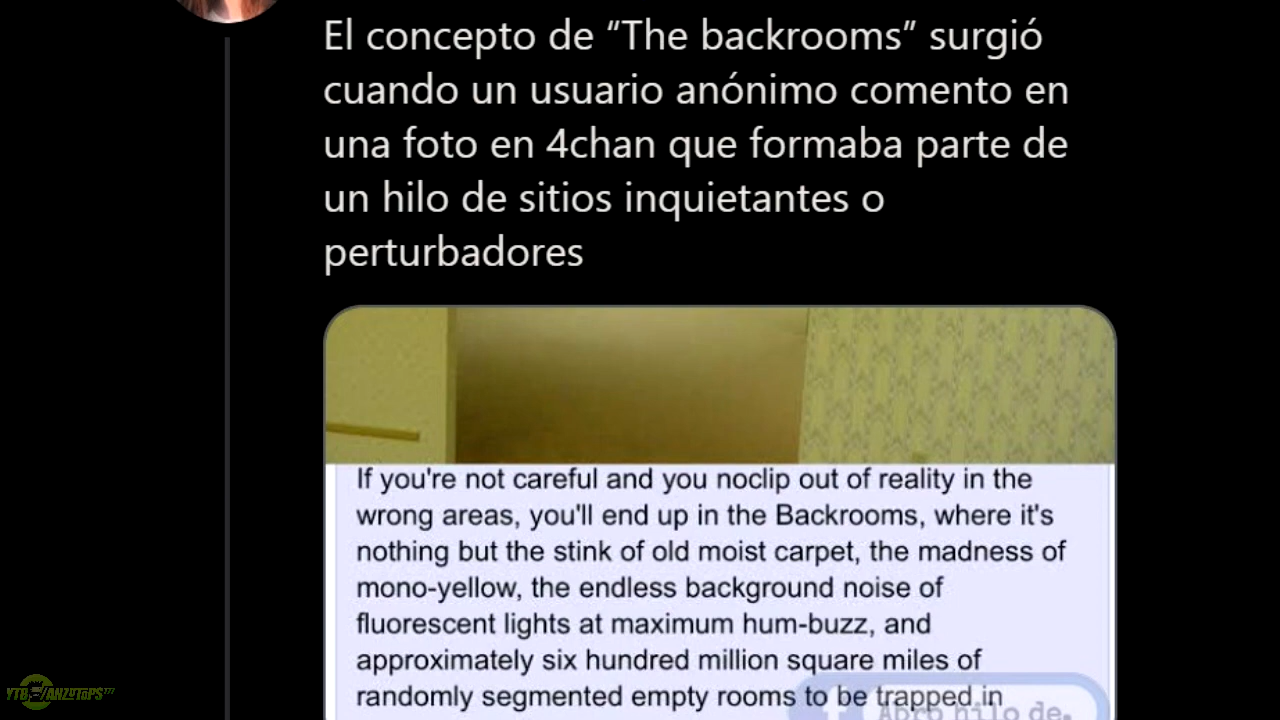 El concepto de “The backrooms” surgió
cuando un usuario anónimo comento en
una foto en 4chan que formaba parte de
un hilo de sitios inquietantes o
perturbadores
If you're not careful and you noclip out of reality in the
wrong areas, you'll end up in the Backrooms, where it's
nothing but the stink of old moist carpet, the madness of
mono-yellow, the endless background noise of
fluorescent lights at maximum hum-buzz, and
approximately six hundred million square miles of
randomly segmented empty rooms to be trapped in
Abro hilo de.